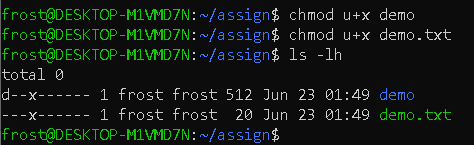 frost@DESKTOP-M1VMD7N:~/assign$ chmod u+x demo
frost@DESKTOP-M1VMD7N:~/assign$ chmod u+x demo.txt
frost@DESKTOP-M1VMD7N:~/assign$ ls -lh
total 0
d--x------ 1 frost frost 512 Jun 23 01:49 demo
---x------ 1 frost frost  20 Jun 23 01:49 demo.txt
frost@DESKTOP-M1VMD7N:~/assign$